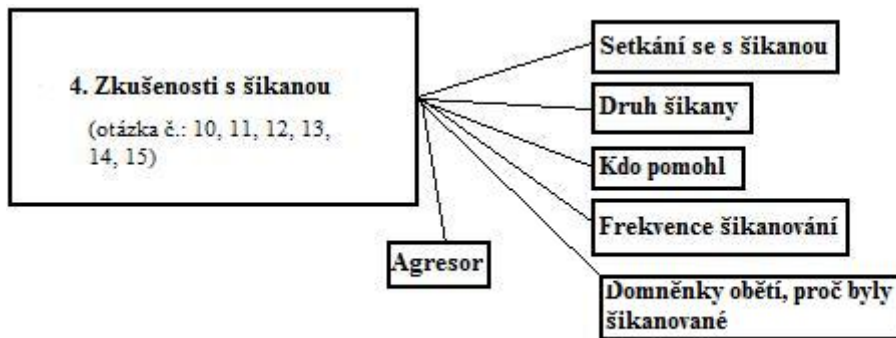 4. Zkušenosti s šikanou
(otázka č.: 10, 11, 12, 13,
14, 15)
Setkání se s šikanou
Druh šikany
Kdo pomohl
Frekvence šikanování
Agresor
Domněnky obětí, proč byly
šikanované